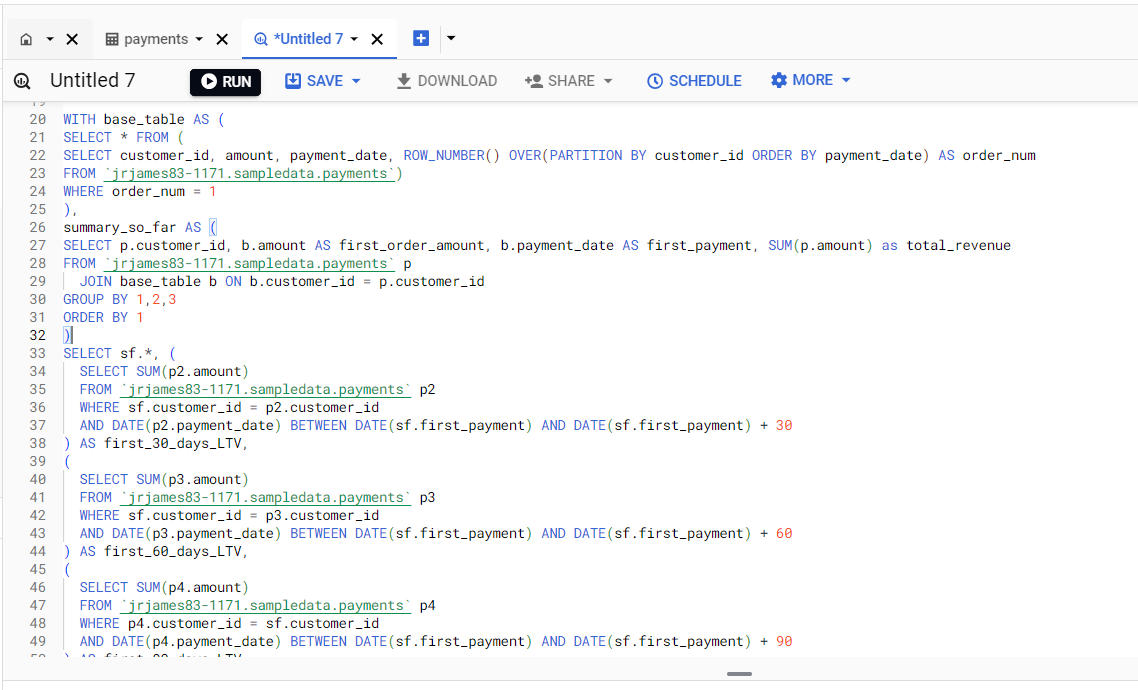 payments
*Untitled 7
Untitled 7 RUN SAVE DOWNLOAD SHARE SCHEDULE MORE
19
20 WITH base_table AS (
21 SELECT * FROM (
22 SELECT customer_id, amount, payment_date, ROW_NUMBER() OVER(PARTITION BY customer_id ORDER BY payment_date) AS order_num
23 FROM `jrjames83-1171.sampledata.payments`)
24 WHERE order_num = 1
25 ),
26 summary_so_far AS (
27 SELECT p.customer_id, b.amount AS first_order_amount, b.payment_date AS first_payment, SUM(p.amount) as total_revenue
28 FROM `jrjames83-1171.sampledata.payments` p
29 JOIN base_table b ON b.customer_id = p.customer_id
30 GROUP BY 1,2,3
31 ORDER BY 1
32 )
33 SELECT sf.*, (
34 SELECT SUM(p2.amount)
35 FROM `jrjames83-1171.sampledata.payments` p2
36 WHERE sf.customer_id = p2.customer_id
37 AND DATE(p2.payment_date) BETWEEN DATE(sf.first_payment) AND DATE(sf.first_payment) + 30
38 ) AS first_30_days_LTV,
39 (
40 SELECT SUM(p3.amount)
41 FROM `jrjames83-1171.sampledata.payments` p3
42 WHERE sf.customer_id = p3.customer_id
43 AND DATE(p3.payment_date) BETWEEN DATE(sf.first_payment) AND DATE(sf.first_payment) + 60
44 ) AS first_60_days_LTV,
45 (
46 SELECT SUM(p4.amount)
47 FROM `jrjames83-1171.sampledata.payments` p4
48 WHERE p4.customer_id = sf.customer_id
49 AND DATE(p4.payment_date) BETWEEN DATE(sf.first_payment) AND DATE(sf.first_payment) + 90
50 ) AS first_90_days_LTV